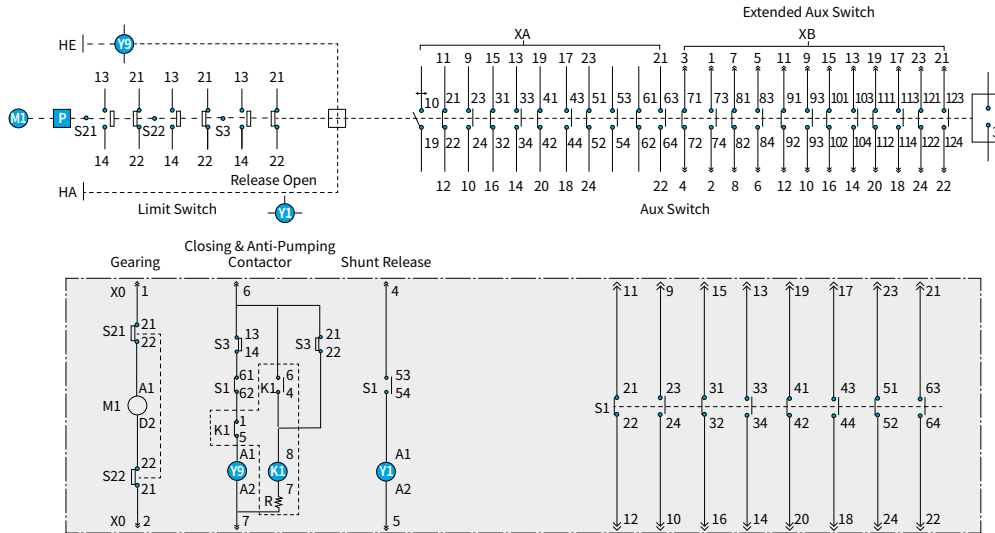 Extended Aux Switch
XA XB
HE Y9
11 9 15 13 19 17 23 21 3 1 7 5 11 9 15 13 19 17 23 21
13 21 13 21 13 21
10 21 23 31 33 41 43 51 53 61 63 71 73 81 83 91 93 101 103 111 113 121 123
M1 P S21 S22 S3
19 22 24 32 34 42 44 52 54 62 64 72 74 82 84 92 93 102 104 112 114 122 124
14 22 14 22 14 22
Release Open
12 10 16 14 20 18 24 22 4 2 8 6 12 10 16 14 20 18 24 22
HA
Limit Switch Y1 Aux Switch
Closing & Anti-Pumping
Gearing Contactor Shunt Release
X0 1 6 4 11 9 15 13 19 17 23 21
S21 21 S3 13 S3 21
22 14 22
A1 S1 61 K1 6 S1 53 21 23 31 33 41 43 51 63
62 4 54 S1
M1 22 24 32 34 42 44 52 64
D2 K1 1
5
22 A1 8 A1
S22 Y9 K1 Y1
21 A2 7 A2
R
X0 2 7 5 12 10 16 14 20 18 24 22